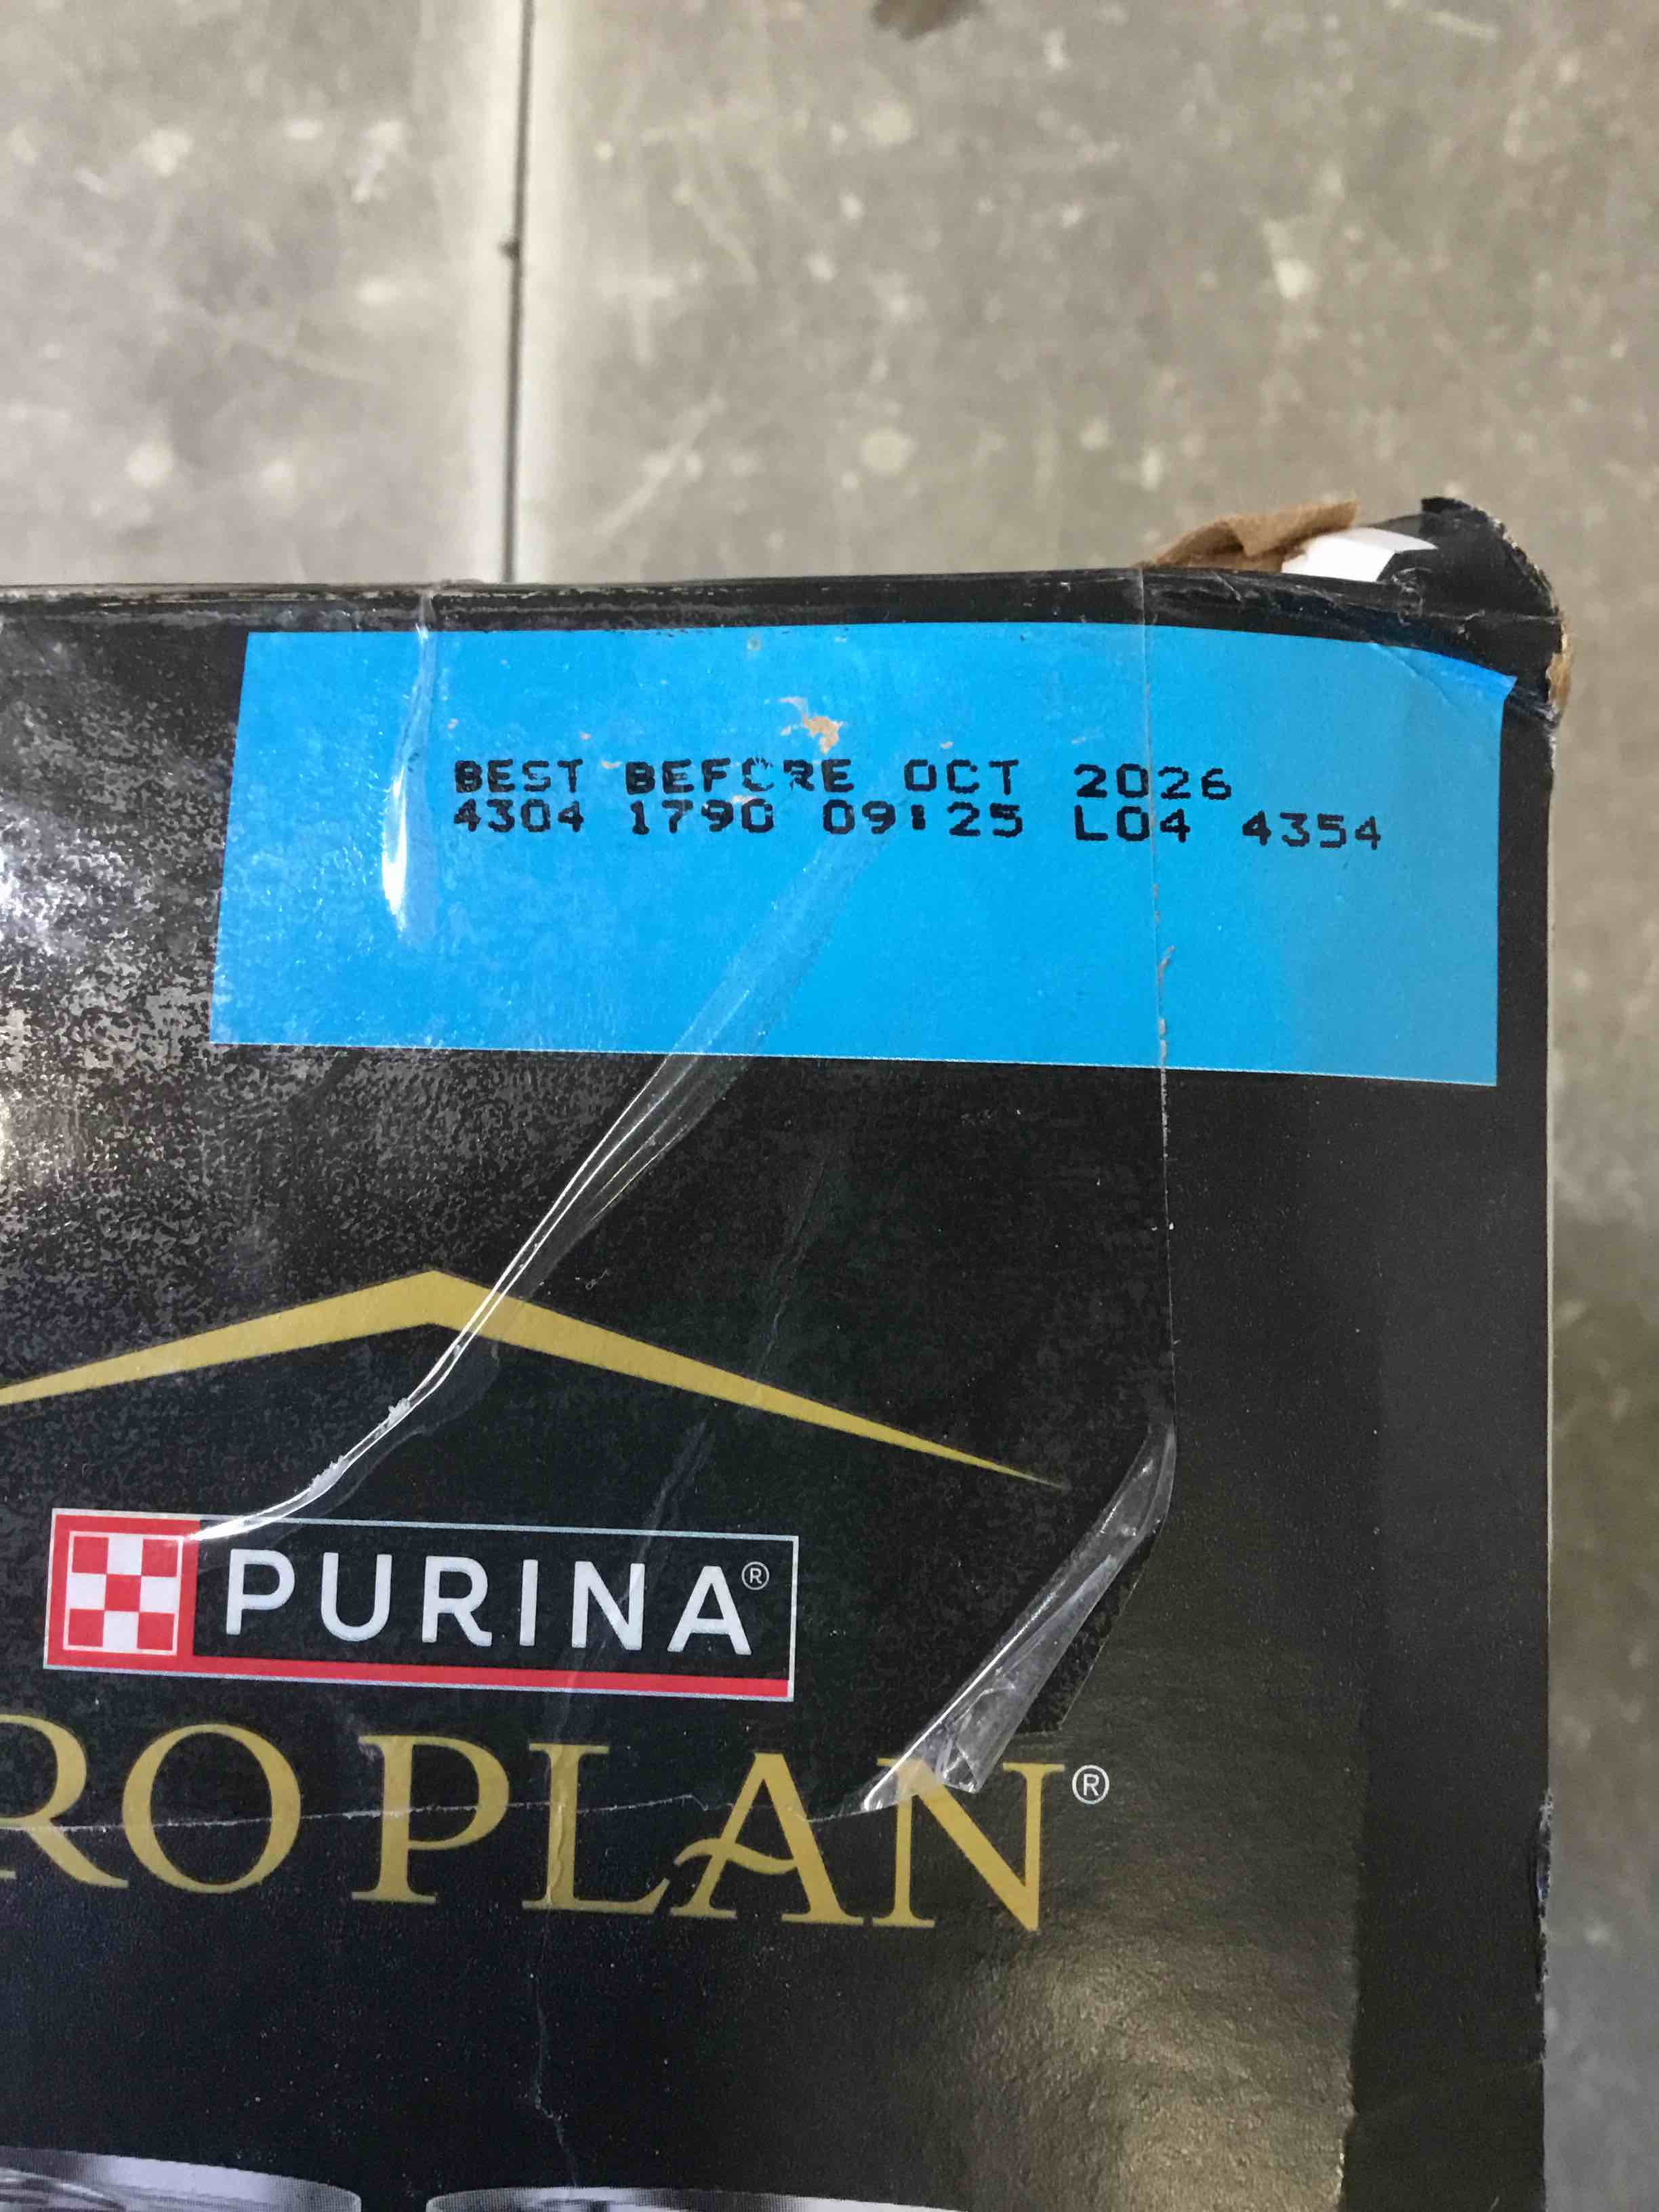 BEST BEFORE OCT 2026
4304 1790 09:25 L04 4354
PURINA®
RO PLAN®